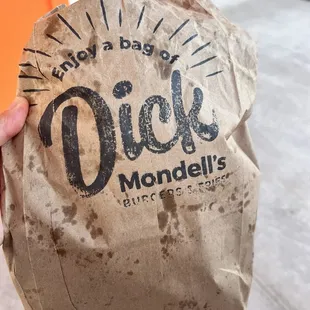 Enjoy a bag of
Dick
Mondell's
BURGERS & FRIES